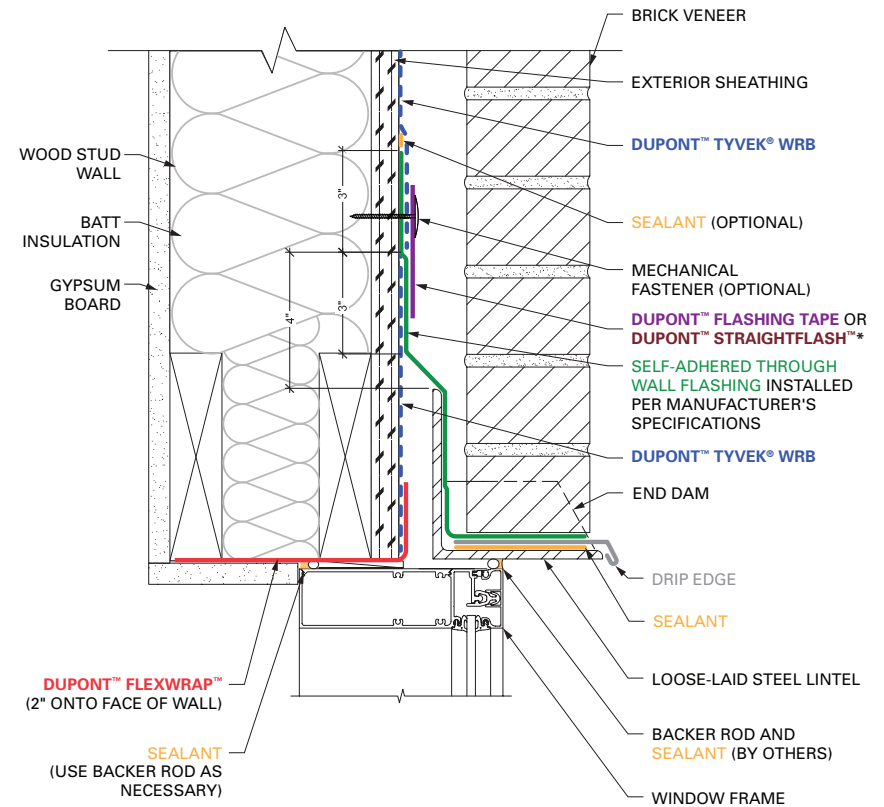 BRICK VENEER
EXTERIOR SHEATHING
DUPONT™ TYVEK® WRB
SEALANT (OPTIONAL)
MECHANICAL
FASTENER (OPTIONAL)
DUPONT™ FLASHING TAPE OR
DUPONT™ STRAIGHTFLASH™*
SELF-ADHERED THROUGH
WALL FLASHING INSTALLED
PER MANUFACTURER'S
SPECIFICATIONS
DUPONT™ TYVEK® WRB
END DAM
DRIP EDGE
SEALANT
LOOSE-LAID STEEL LINTEL
BACKER ROD AND
SEALANT (BY OTHERS)
WINDOW FRAME
WOOD STUD
WALL
BATT
INSULATION
GYPSUM
BOARD
3"
3"
4"
DUPONT™ FLEXWRAP™
(2" ONTO FACE OF WALL)
SEALANT
(USE BACKER ROD AS
NECESSARY)